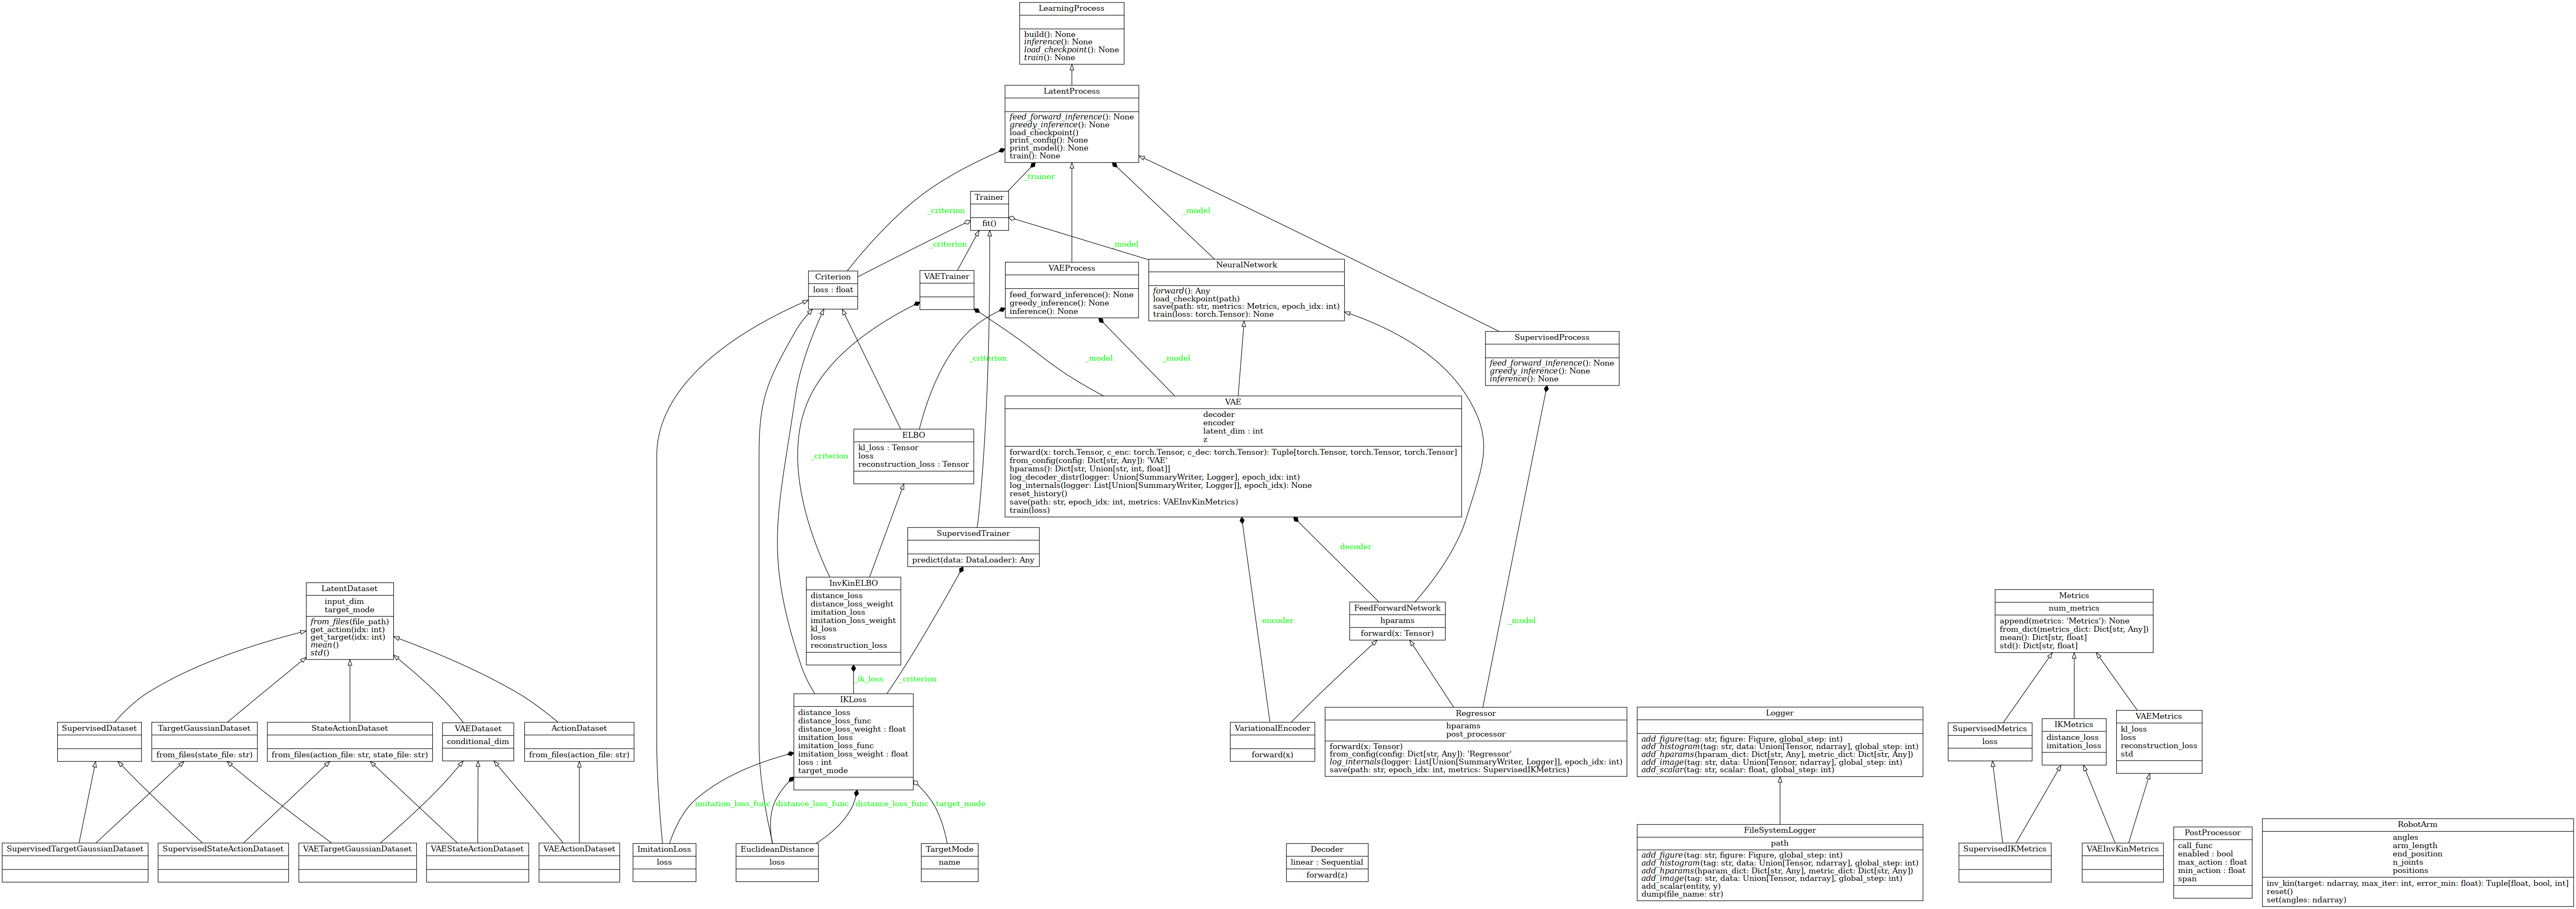 LearningProcess
build(): None
inference(): None
load_checkpoint(): None
train(): None
LatentProcess
feed_forward_inference(): None
greedy_inference(): None
load_checkpoint()
print_config(): None
print_model(): None
train(): None
_trainer
Trainer
fit()
_criterion
_model
_criterion
_model
Criterion
loss : float
VAETrainer
VAEProcess
feed_forward_inference(): None
greedy_inference(): None
inference(): None
NeuralNetwork
forward(): Any
load_checkpoint(path)
save(path: str, metrics: Metrics, epoch_idx: int)
train(loss: torch.Tensor): None
SupervisedProcess
feed_forward_inference(): None
greedy_inference(): None
inference(): None
_criterion
_model
_model
VAE
decoder
encoder
latent_dim : int
z
forward(x: torch.Tensor, c_enc: torch.Tensor, c_dec: torch.Tensor): Tuple[torch.Tensor, torch.Tensor, torch.Tensor]
from_config(config: Dict[str, Any]): 'VAE'
hparams(): Dict[str, Union[str, int, float]]
log_decoder_distr(logger: Union[SummaryWriter, Logger], epoch_idx: int)
log_internals(logger: List[Union[SummaryWriter, Logger]], epoch_idx): None
reset_history()
save(path: str, epoch_idx: int, metrics: VAEInvKinMetrics)
train(loss)
ELBO
kl_loss : Tensor
loss
reconstruction_loss : Tensor
_criterion
SupervisedTrainer
predict(data: DataLoader): Any
decoder
InvKinELBO
distance_loss
distance_loss_weight
imitation_loss
imitation_loss_weight
kl_loss
loss
reconstruction_loss
LatentDataset
input_dim
target_mode
from_files(file_path)
get_action(idx: int)
get_target(idx: int)
mean()
std()
FeedForwardNetwork
hparams
forward(x: Tensor)
encoder
_model
Metrics
num_metrics
append(metrics: 'Metrics'): None
from_dict(metrics_dict: Dict[str, Any])
mean(): Dict[str, float]
std(): Dict[str, float]
_ik_loss
_criterion
SupervisedDataset
TargetGaussianDataset
from_files(state_file: str)
StateActionDataset
from_files(action_file: str, state_file: str)
VAEDataset
conditional_dim
ActionDataset
from_files(action_file: str)
IKLoss
distance_loss
distance_loss_func
distance_loss_weight : float
imitation_loss
imitation_loss_func
imitation_loss_weight : float
loss : int
target_mode
VariationalEncoder
forward(x)
Regressor
hparams
post_processor
forward(x: Tensor)
from_config(config: Dict[str, Any]): 'Regressor'
log_internals(logger: List[Union[SummaryWriter, Logger]], epoch_idx: int)
save(path: str, epoch_idx: int, metrics: SupervisedIKMetrics)
Logger
add_figure(tag: str, figure: Figure, global_step: int)
add_histogram(tag: str, data: Union[Tensor, ndarray], global_step: int)
add_hparams(hparam_dict: Dict[str, Any], metric_dict: Dict[str, Any])
add_image(tag: str, data: Union[Tensor, ndarray], global_step: int)
add_scalar(tag: str, scalar: float, global_step: int)
SupervisedMetrics
loss
IKMetrics
distance_loss
imitation_loss
VAEMetrics
kl_loss
loss
reconstruction_loss
std
imitation_loss_func
distance_loss_func
distance_loss_func
target_mode
SupervisedTargetGaussianDataset
SupervisedStateActionDataset
VAETargetGaussianDataset
VAEStateActionDataset
VAEActionDataset
ImitationLoss
loss
EuclideanDistance
loss
TargetMode
name
Decoder
linear : Sequential
forward(z)
FileSystemLogger
path
add_figure(tag: str, figure: Figure, global_step: int)
add_histogram(tag: str, data: Union[Tensor, ndarray], global_step: int)
add_hparams(hparam_dict: Dict[str, Any], metric_dict: Dict[str, Any])
add_image(tag: str, data: Union[Tensor, ndarray], global_step: int)
add_scalar(entity, y)
dump(file_name: str)
SupervisedIKMetrics
VAEInvKinMetrics
PostProcessor
call_func
enabled : bool
max_action : float
min_action : float
span
RobotArm
angles
arm_length
end_position
n_joints
positions
inv_kin(target: ndarray, max_iter: int, error_min: float): Tuple[float, bool, int]
reset()
set(angles: ndarray)